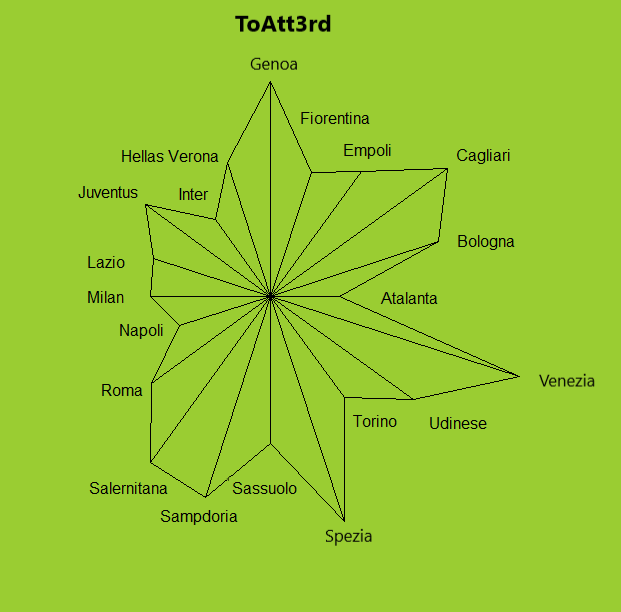 ToAtt3rd
Genoa
Fiorentina
Empoli
Hellas Verona
Cagliari
Juventus
Inter
Bologna
Lazio
Milan
Atalanta
Napoli
Venezia
Roma
Torino
Udinese
Salernitana
Sassuolo
Sampdoria
Spezia